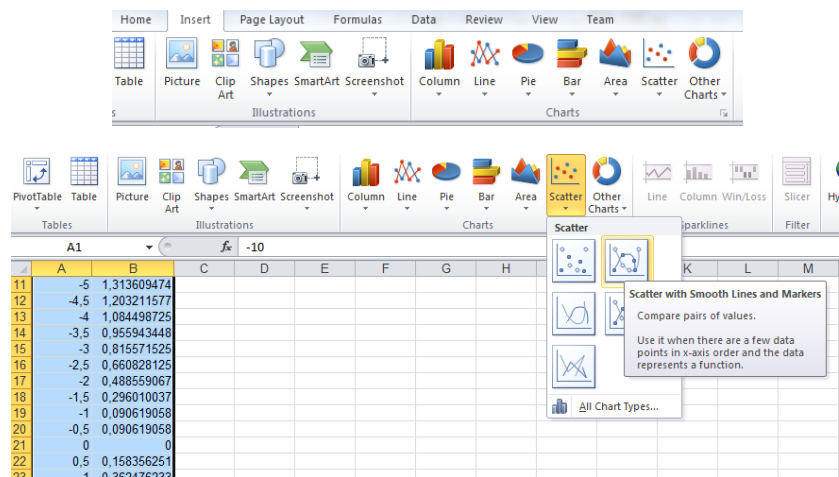 Home Insert Page Layout Formulas Data Review View Team
Table Picture Clip Art Shapes SmartArt Screenshot Column Line Pie Bar Area Scatter Other Charts
s Illustrations Charts
PivotTable Table Picture Clip Art Shapes SmartArt Screenshot Column Line Pie Bar Area Scatter Other Charts Line Column Win/Loss Slicer Hy
Tables Illustrations Charts Sparklines Filter
Scatter
A1 fx -10
A B C D E F G H K L M
11 -5 1,313609474
12 -4,5 1,203211577
13 -4 1,084498725
14 -3,5 0,955943448
15 -3 0,815571525
16 -2,5 0,660828125
17 -2 0,488559067
18 -1,5 0,296010037
19 -1 0,090619058
20 -0,5 0,090619058
21 0 0
22 0,5 0,158356251
23 1 0,362476233
Scatter with Smooth Lines and Markers
Compare pairs of values.
Use it when there are a few data
points in x-axis order and the data
represents a function.
All Chart Types...